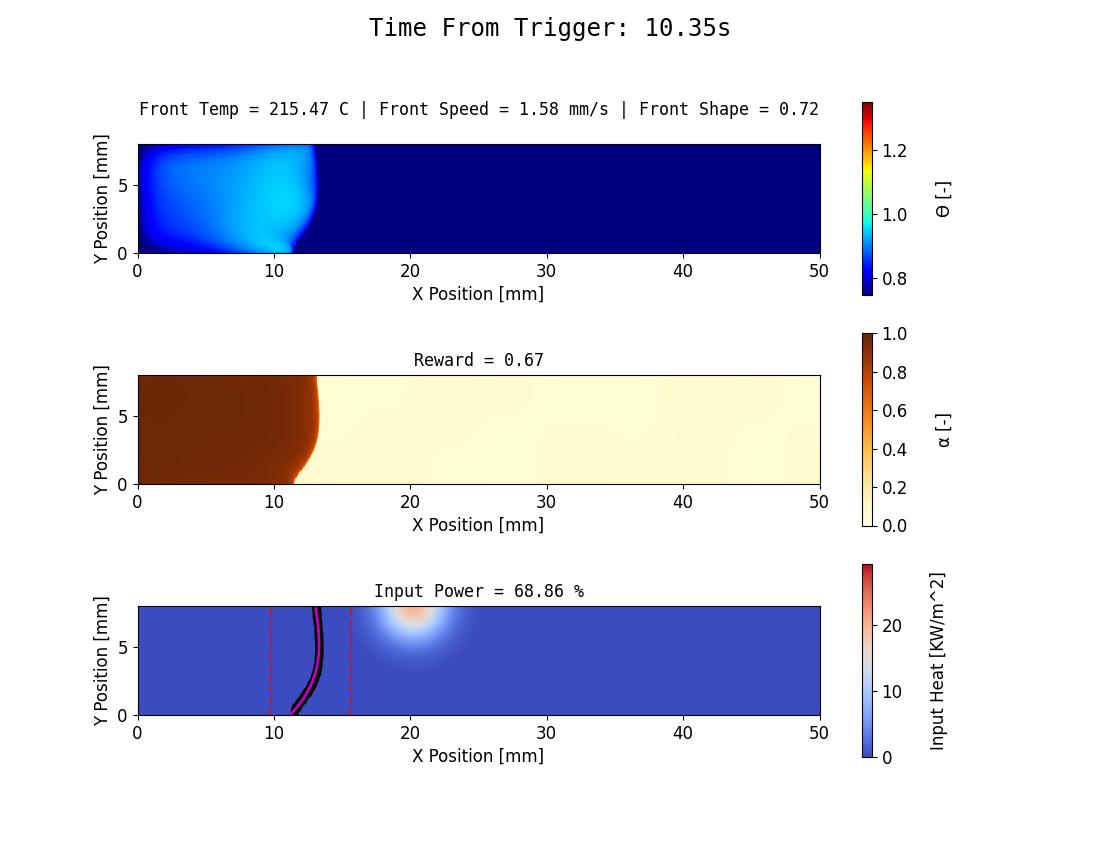 Time From Trigger: 10.35s
Front Temp = 215.47 C | Front Speed = 1.58 mm/s | Front Shape = 0.72
Y Position [mm]
5
0
0 10 20 30 40 50
X Position [mm]
1.2
1.0
0.8
Θ [-]
Reward = 0.67
Y Position [mm]
5
0
0 10 20 30 40 50
X Position [mm]
1.0
0.8
0.6
0.4
0.2
0.0
α [-]
Input Power = 68.86 %
Y Position [mm]
5
0
0 10 20 30 40 50
X Position [mm]
20
10
0
Input Heat [KW/m^2]